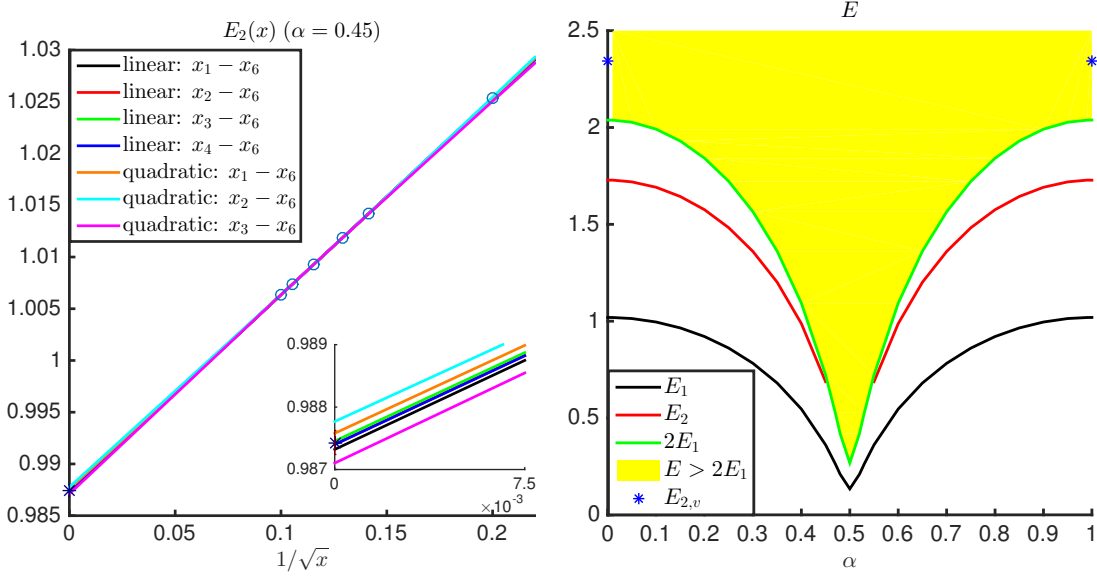 $E_2(x)$ ($\alpha = 0.45$)
1.03
1.025
1.02
1.015
1.01
1.005
1
0.995
0.99
0.985
linear: $x_1 - x_6$
linear: $x_2 - x_6$
linear: $x_3 - x_6$
linear: $x_4 - x_6$
quadratic: $x_1 - x_6$
quadratic: $x_2 - x_6$
quadratic: $x_3 - x_6$
0.989
0.988
0.987
0 7.5
$\times 10^{-3}$
0 0.05 0.1 0.15 0.2
$1/\sqrt{x}$
$E$
2.5
2
1.5
1
0.5
0
$E_1$
$E_2$
$2E_1$
$E > 2E_1$
$E_{2,v}$
0 0.1 0.2 0.3 0.4 0.5 0.6 0.7 0.8 0.9 1
$\alpha$